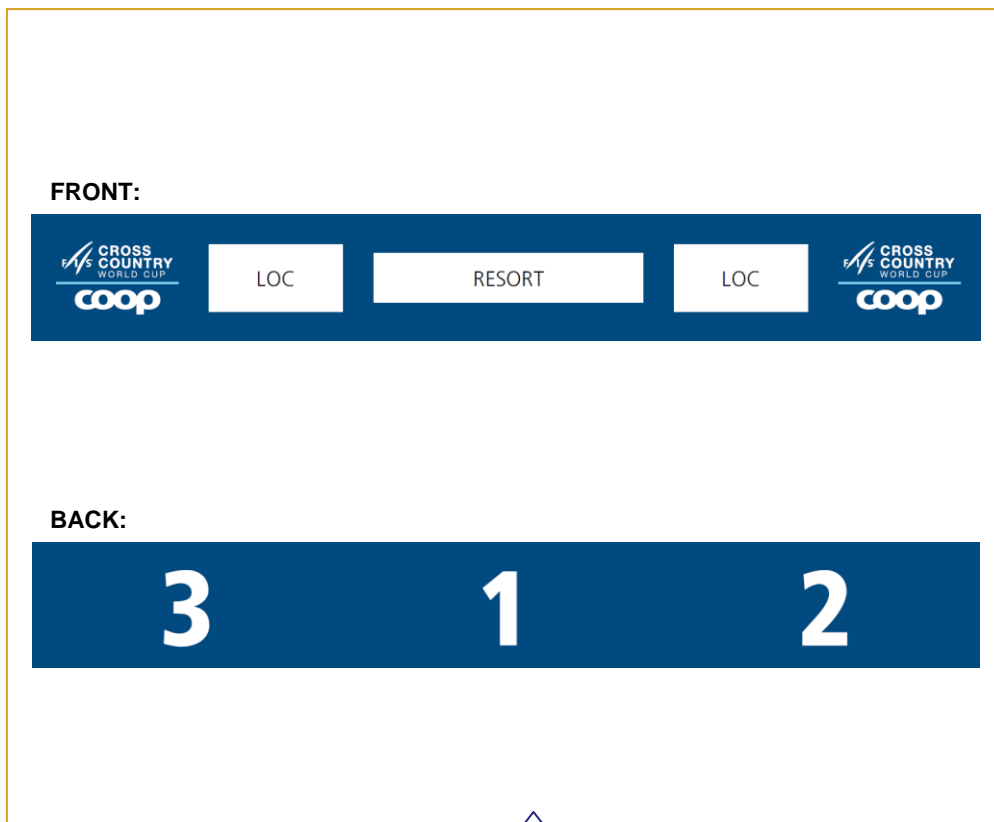 FRONT:
FIS CROSS COUNTRY WORLD CUP
coop
LOC
RESORT
LOC
FIS CROSS COUNTRY WORLD CUP
coop
BACK:
3 1 2